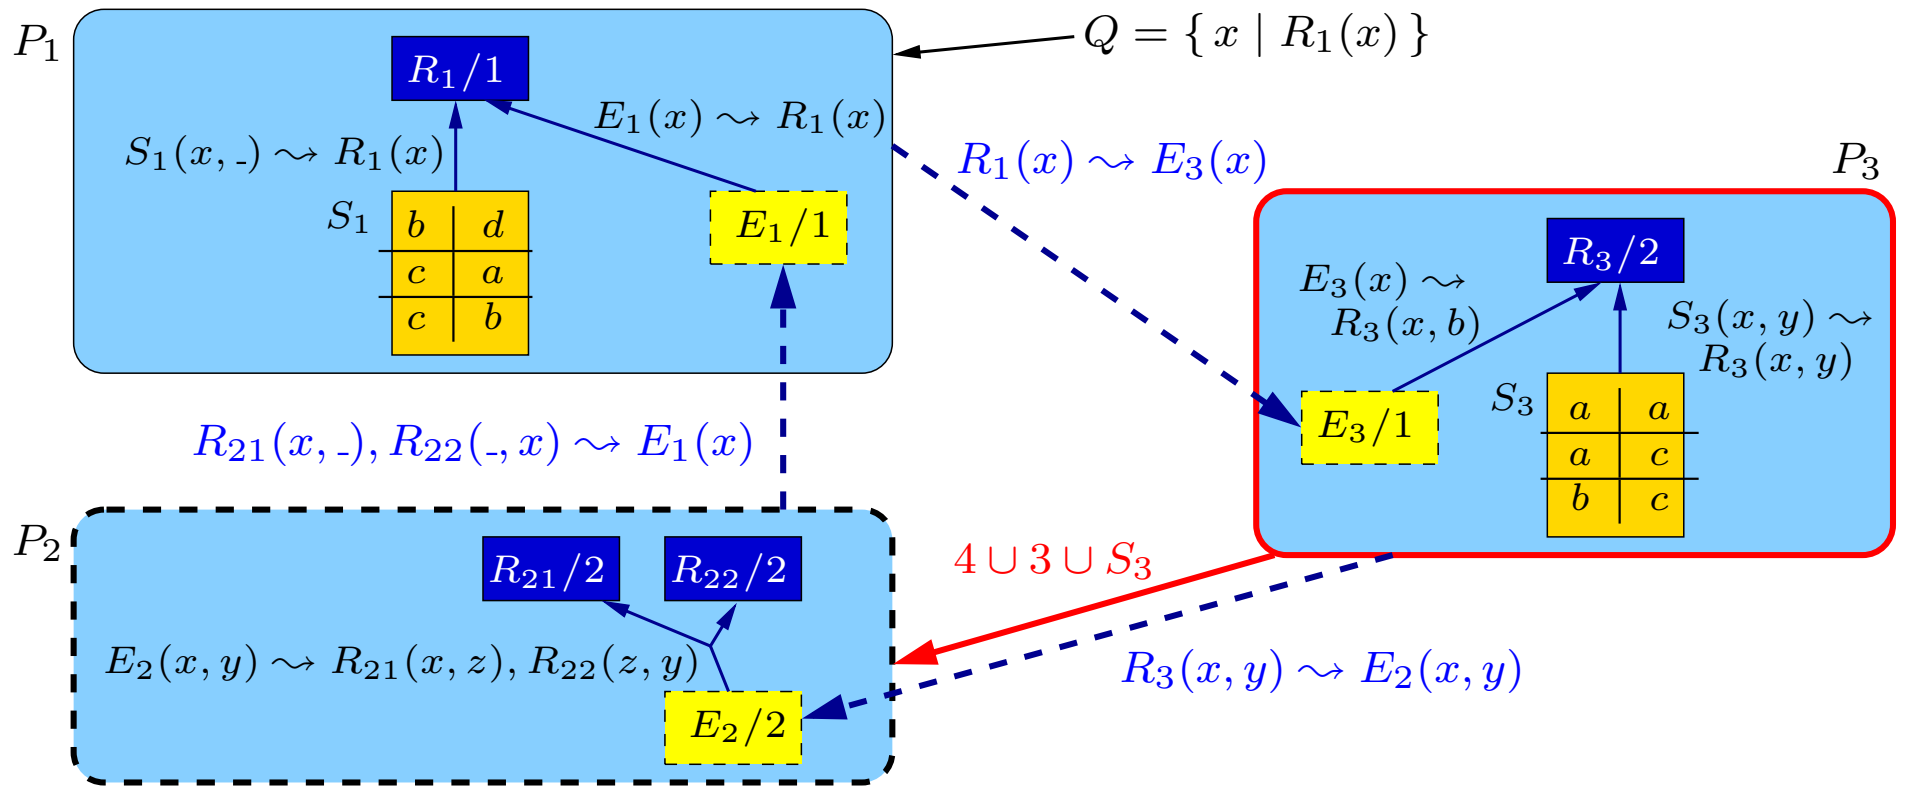 P₁
R₁/1
Q = { x | R₁(x) }
E₁(x) ⤳ R₁(x)
S₁(x, _) ⤳ R₁(x)
R₁(x) ⤳ E₃(x)
P₃
S₁
b d
c a
c b
E₁/1
R₃/2
E₃(x) ⤳
R₃(x, b)
S₃(x, y) ⤳
R₃(x, y)
E₃/1
S₃
a a
a c
b c
R₂₁(x, _), R₂₂(_, x) ⤳ E₁(x)
P₂
R₂₁/2
R₂₂/2
4 ∪ 3 ∪ S₃
E₂(x, y) ⤳ R₂₁(x, z), R₂₂(z, y)
R₃(x, y) ⤳ E₂(x, y)
E₂/2